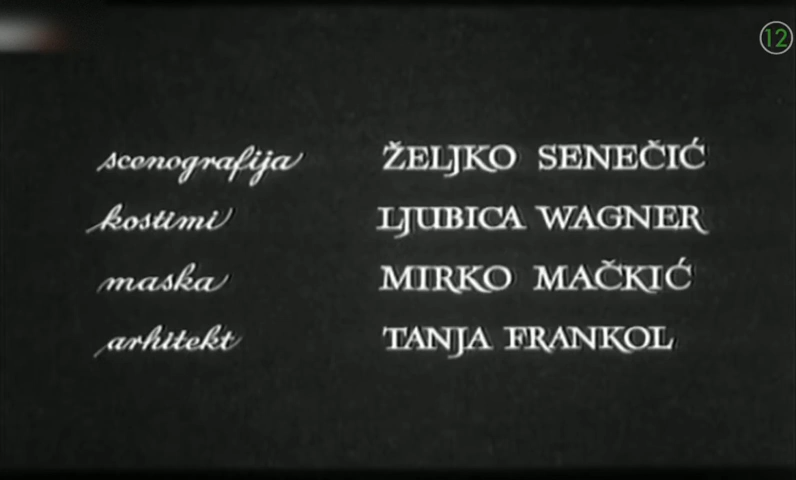 12
scenografija ŽELJKO SENEČIĆ
kostimi LJUBICA WAGNER
maska MIRKO MAČKIĆ
arhitekt TANJA FRANKOL